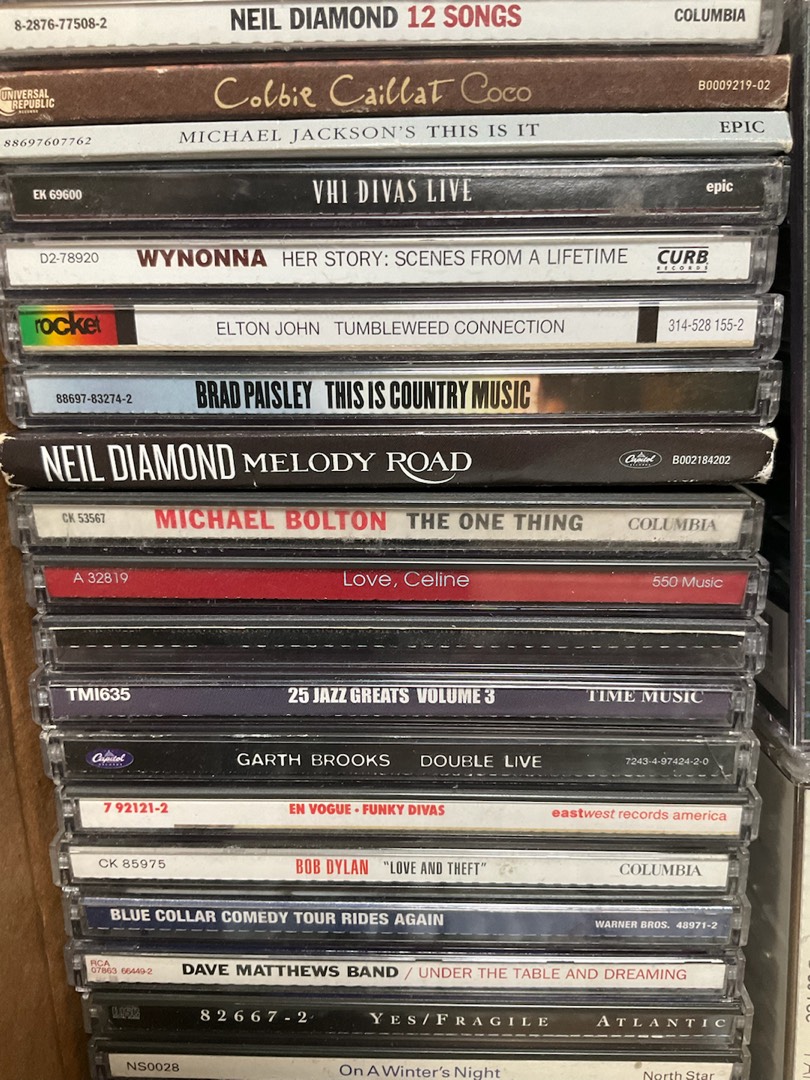 8-2876-77508-2 NEIL DIAMOND 12 SONGS COLUMBIA
UNIVERSAL REPUBLIC RECORDS Colbie Caillat Coco B0009219-02
88697607762 MICHAEL JACKSON'S THIS IS IT EPIC
EK 69600 VH1 DIVAS LIVE epic
D2-78920 WYNONNA HER STORY: SCENES FROM A LIFETIME CURB RECORDS
rocket ELTON JOHN TUMBLEWEED CONNECTION 314-528 155-2
88697-83274-2 BRAD PAISLEY THIS IS COUNTRY MUSIC
NEIL DIAMOND MELODY ROAD Capitol B002184202
CK 53567 MICHAEL BOLTON THE ONE THING COLUMBIA
A 32819 Love, Celine 550 Music
TMI635 25 JAZZ GREATS VOLUME 3 TIME MUSIC
Capitol GARTH BROOKS DOUBLE LIVE 7243-4-97424-2-0
7 92121-2 EN VOGUE • FUNKY DIVAS eastwest records america
CK 85975 BOB DYLAN "LOVE AND THEFT" COLUMBIA
BLUE COLLAR COMEDY TOUR RIDES AGAIN WARNER BROS. 48971-2
RCA 07863 66449-2 DAVE MATTHEWS BAND / UNDER THE TABLE AND DREAMING
82667-2 YES/FRAGILE ATLANTIC
NS0028 On A Winter's Night North Star